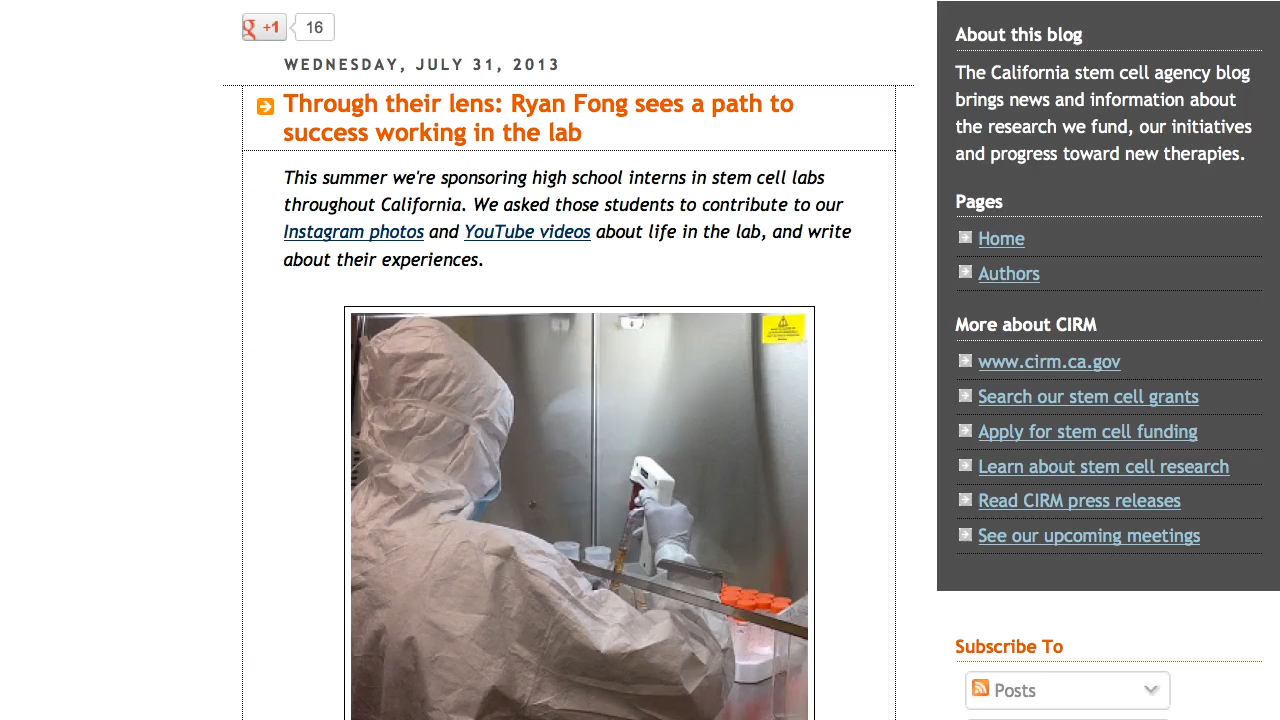 g +1 16
WEDNESDAY, JULY 31, 2013
Through their lens: Ryan Fong sees a path to
success working in the lab
This summer we're sponsoring high school interns in stem cell labs
throughout California. We asked those students to contribute to our
Instagram photos and YouTube videos about life in the lab, and write
about their experiences.
About this blog
The California stem cell agency blog
brings news and information about
the research we fund, our initiatives
and progress toward new therapies.
Pages
Home
Authors
More about CIRM
www.cirm.ca.gov
Search our stem cell grants
Apply for stem cell funding
Learn about stem cell research
Read CIRM press releases
See our upcoming meetings
Subscribe To
Posts